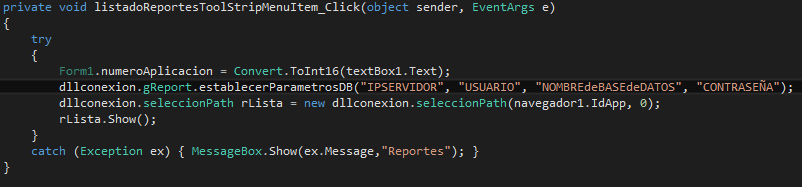 private void listadoReportesToolStripMenuItem_Click(object sender, EventArgs e)
{
try
{
Form1.numeroAplicacion = Convert.ToInt16(textBox1.Text);
dllconexion.gReport.establecerParametrosDB("IPSERVIDOR", "USUARIO", "NOMBREdeBASEdeDATOS", "CONTRASEÑA");
dllconexion.seleccionPath rLista = new dllconexion.seleccionPath(navegador1.IdApp, 0);
rLista.Show();
}
catch (Exception ex) { MessageBox.Show(ex.Message,"Reportes"); }
}